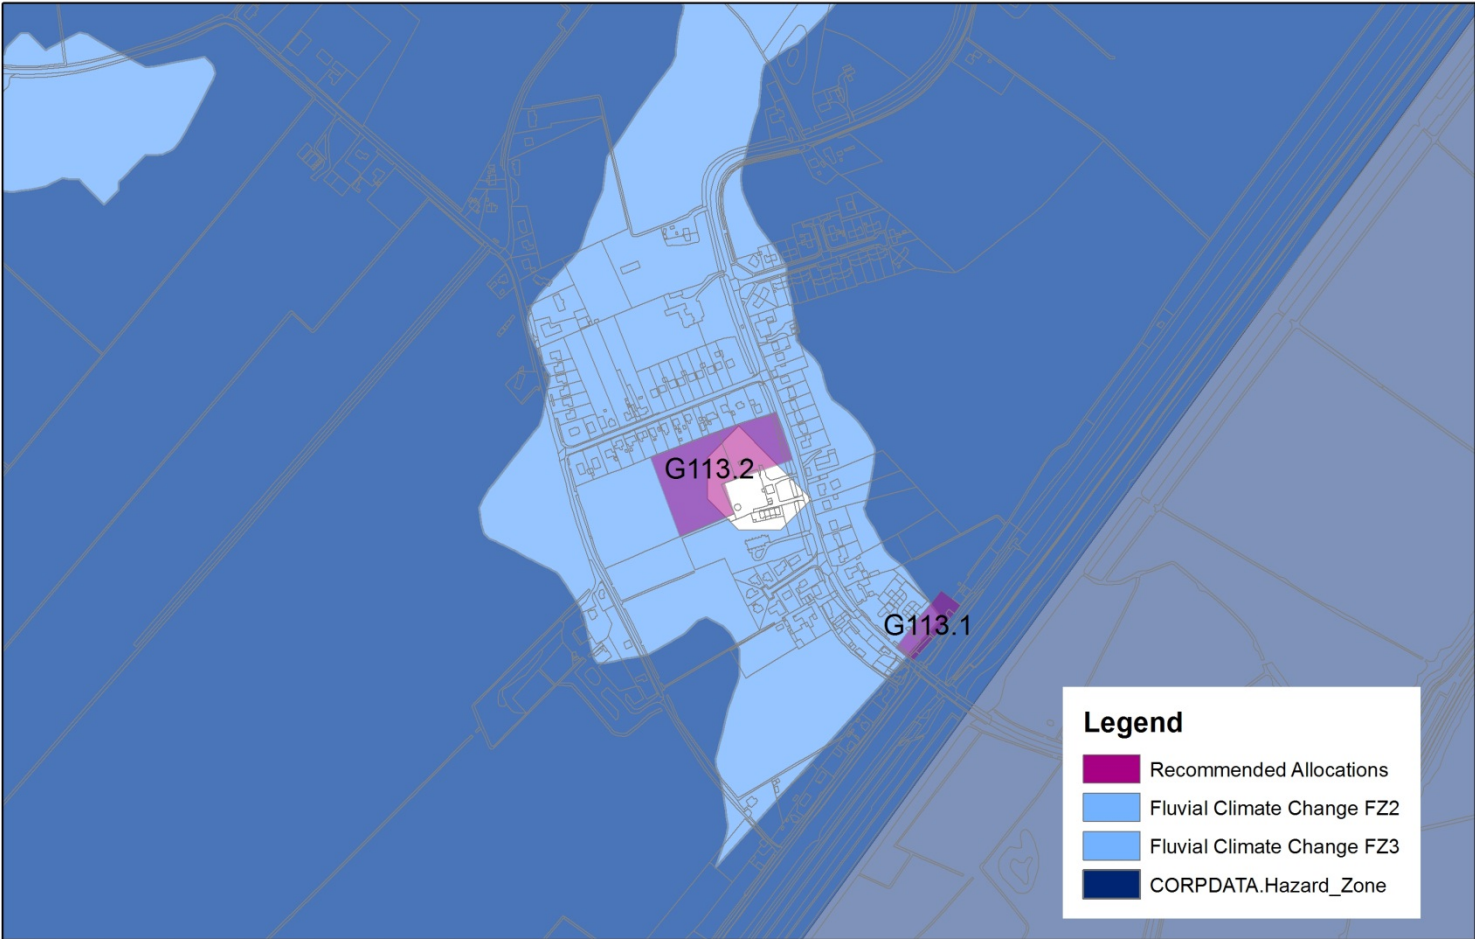 G113.2
G113.1
Legend
Recommended Allocations
Fluvial Climate Change FZ2
Fluvial Climate Change FZ3
CORPDATA.Hazard_Zone